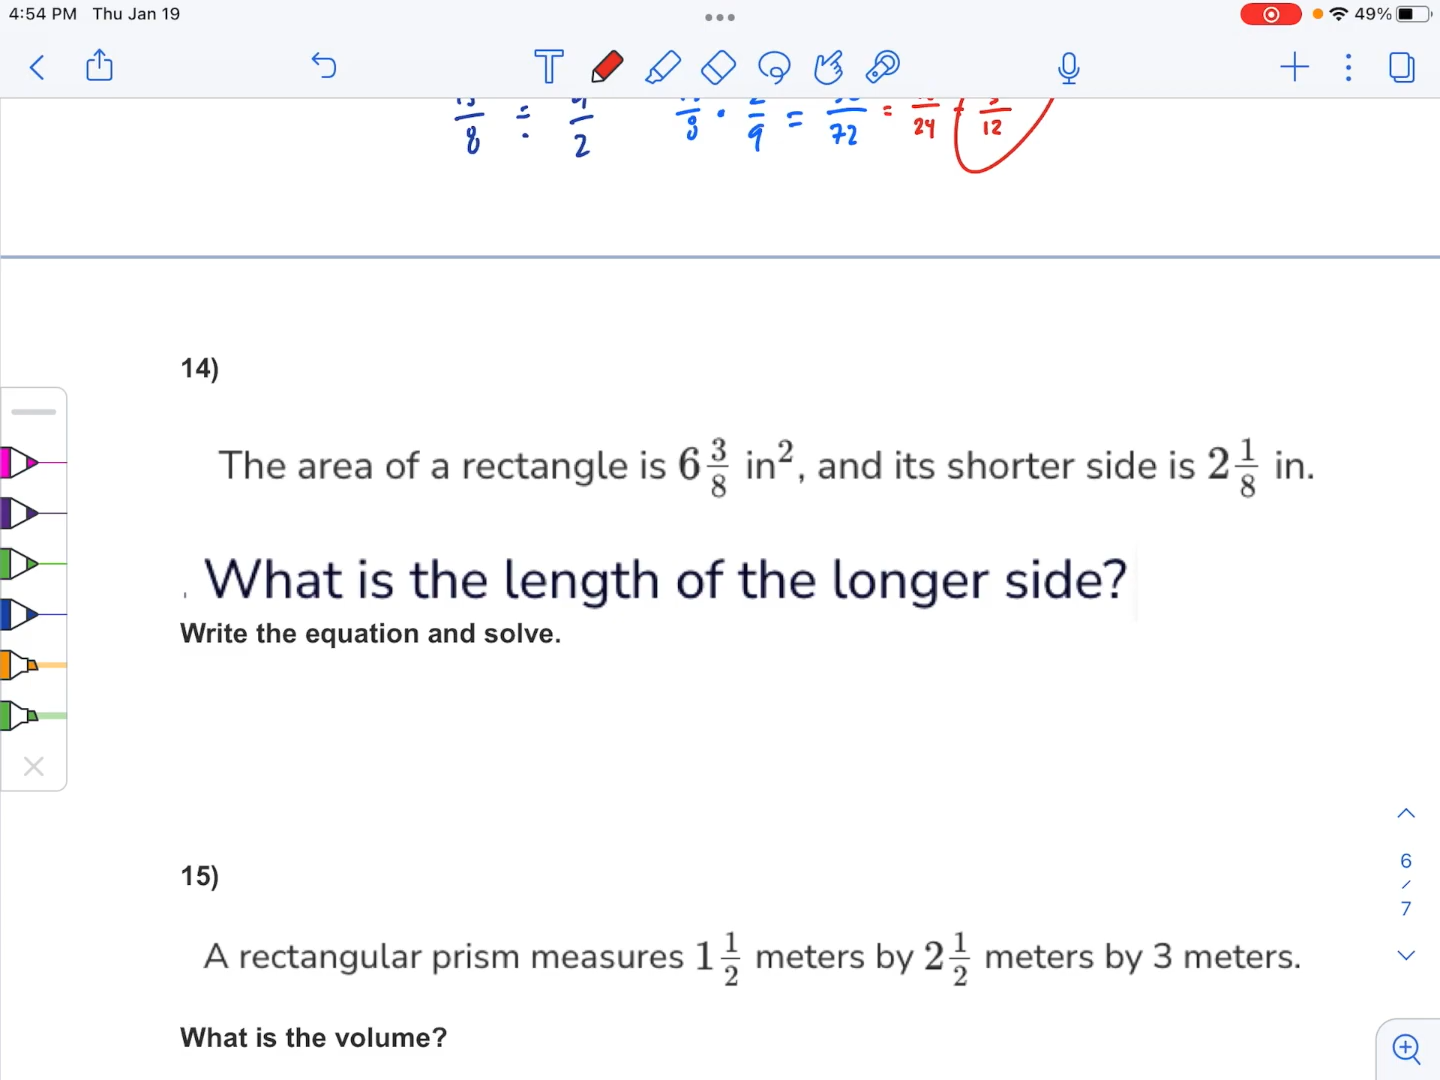 4:54 PM Thu Jan 19
49%
8 ÷ 2 8 · 9 = 72 = 24 12
14)
The area of a rectangle is 6 3/8 in², and its shorter side is 2 1/8 in.
What is the length of the longer side?
Write the equation and solve.
6
/
7
15)
A rectangular prism measures 1 1/2 meters by 2 1/2 meters by 3 meters.
What is the volume?